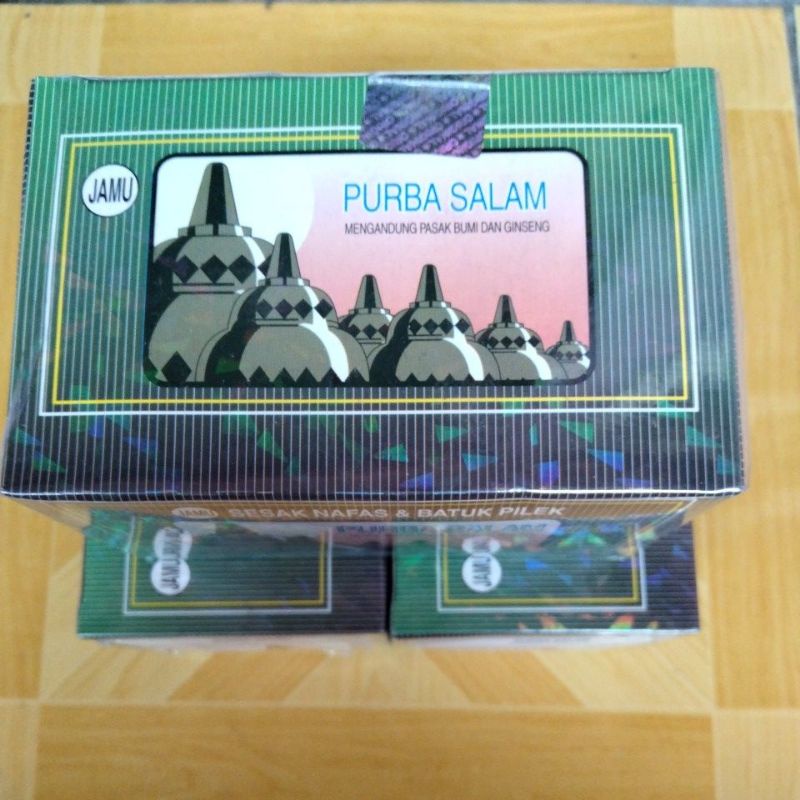 JAMU
PURBA SALAM
MENGANDUNG PASAK BUMI DAN GINSENG
JAMU SESAK NAFAS & BATUK PILEK
JAMU
JAMU